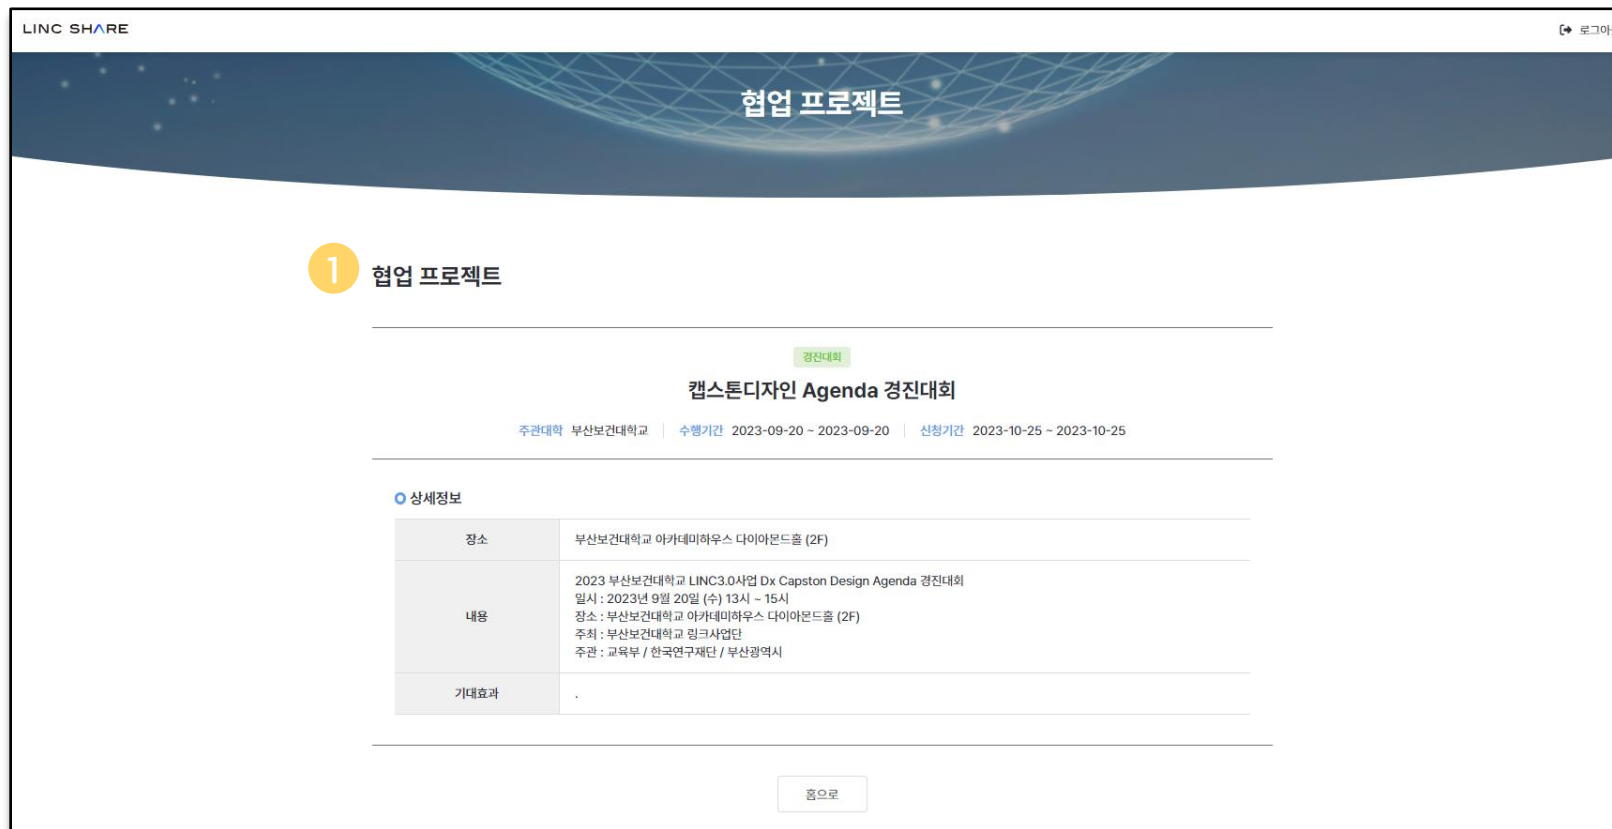 LINC SHΛRE
로그아
협업 프로젝트
1
협업 프로젝트
경진대회
캡스톤디자인 Agenda 경진대회
주관대학 부산보건대학교 수행기간 2023-09-20 ~ 2023-09-20 신청기간 2023-10-25 ~ 2023-10-25
상세정보
장소 부산보건대학교 아카데미하우스 다이아몬드홀 (2F)
2023 부산보건대학교 LINC3.0사업 Dx Capston Design Agenda 경진대회
일시 : 2023년 9월 20일 (수) 13시 ~ 15시
내용 장소 : 부산보건대학교 아카데미하우스 다이아몬드홀 (2F)
주최 : 부산보건대학교 링크사업단
주관 : 교육부 / 한국연구재단 / 부산광역시
기대효과 .
홈으로